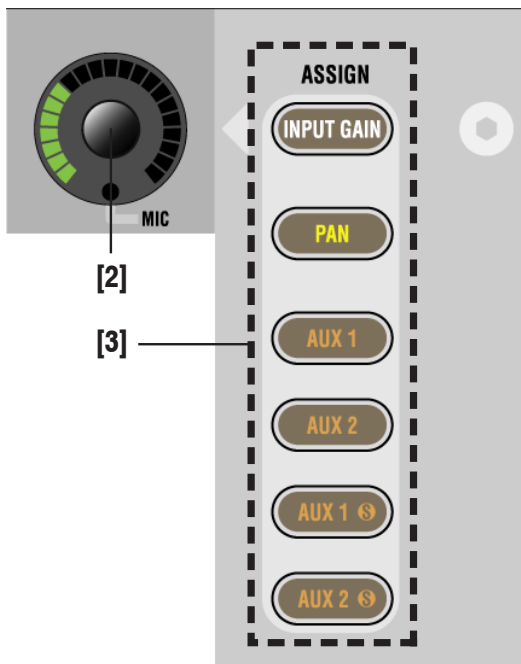 ASSIGN
INPUT GAIN
MIC
PAN
[2]
[3]
AUX 1
AUX 2
AUX 1 S
AUX 2 S